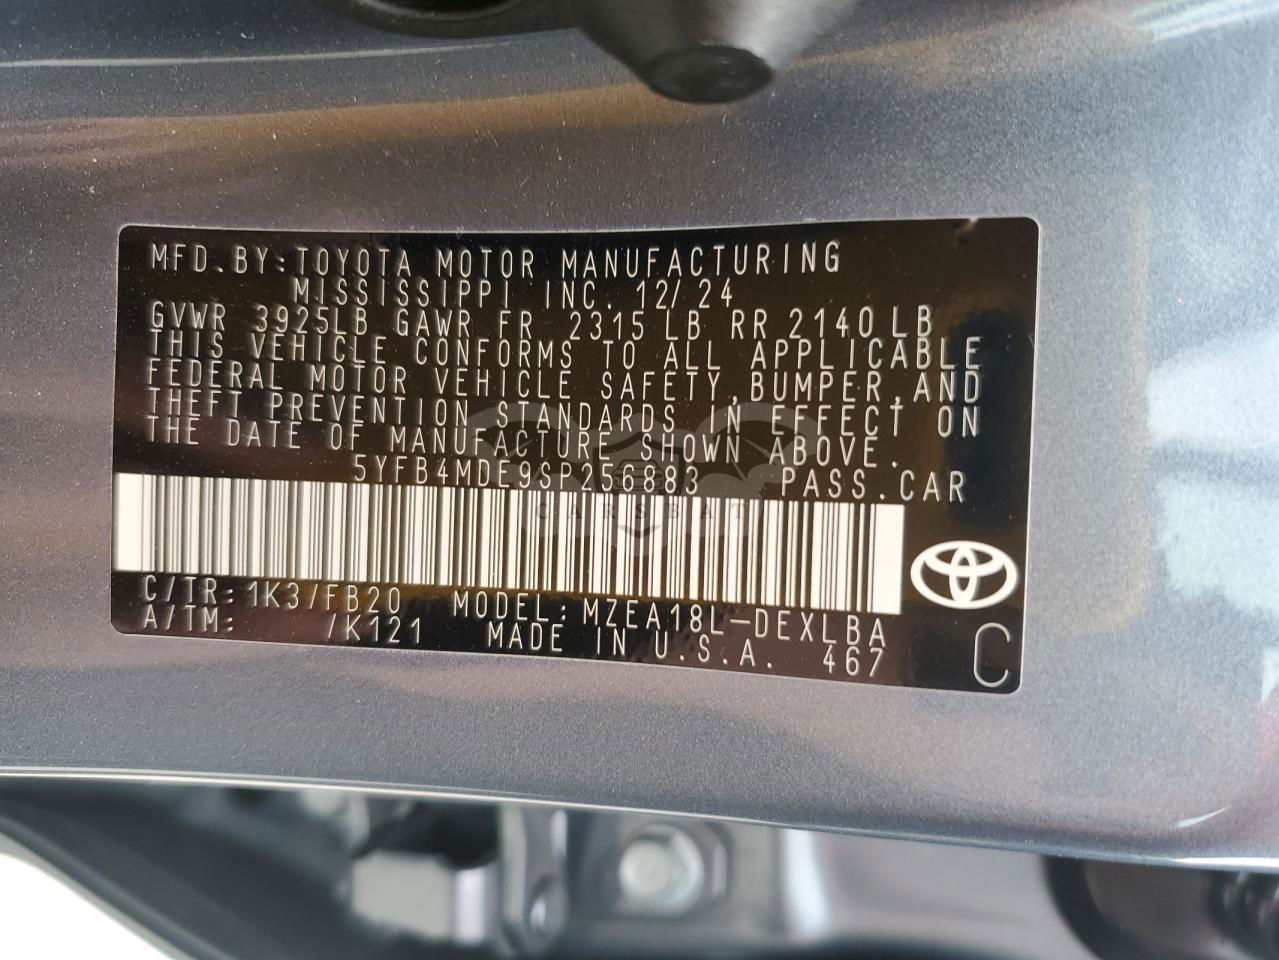 MFD.BY:TOYOTA MOTOR MANUFACTURING
MISSISSIPPI INC. 12/24
GVWR 3925LB GAWR FR 2315 LB RR 2140 LB
THIS VEHICLE CONFORMS TO ALL APPLICABLE
FEDERAL MOTOR VEHICLE SAFETY,BUMPER,AND
THEFT PREVENTION STANDARDS IN EFFECT ON
THE DATE OF MANUFACTURE SHOWN ABOVE.
5YFB4MDE9SP256883 PASS.CAR
CARSBAT
C/TR:1K3/FB20 MODEL:MZEA18L-DEXLBA
A/TM: /K121 MADE IN U.S.A. 467
C